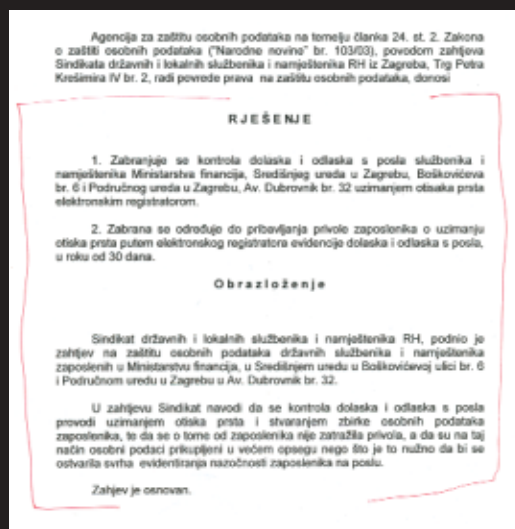 Agencija za zaštitu osobnih podataka na temelju članka 24. st. 2. Zakona
o zaštiti osobnih podataka ("Narodne novine" br. 103/03), povodom zahtjeva
Sindikata državnih i lokalnih službenika i namještenika RH iz Zagreba, Trg Petra
Krešimira IV br. 2, radi povrede prava na zaštitu osobnih podataka, donosi
RJEŠENJE
1. Zabranjuje se kontrola dolaska i odlaska s posla službenika i
namještenika Ministarstva financija, Središnjeg ureda u Zagrebu, Boškovićeva
br. 6 i Područnog ureda u Zagrebu, Av. Dubrovnik br. 32 uzimanjem otisaka prsta
elektronskim registratorom.
2. Zabrana se određuje do pribavljanja privole zaposlenika o uzimanju
otiska prsta putem elektronskog registratora evidencije dolaska i odlaska s posla,
u roku od 30 dana.
Obrazloženje
Sindikat državnih i lokalnih službenika i namještenika RH, podnio je
zahtjev na zaštitu osobnih podataka državnih službenika i namještenika
zaposlenih u Ministarstvu financija, u Središnjem uredu u Boškovićevoj ulici br. 6
i Područnom uredu u Zagrebu u Av. Dubrovnik br. 32.
U zahtjevu Sindikat navodi da se kontrola dolaska i odlaska s posla
provodi uzimanjem otiska prsta i stvaranjem zbirke osobnih podataka
zaposlenika, te da se o tome od zaposlenika nije zatražila privola, a da su na taj
način osobni podaci prikupljeni u većem opsegu nego što je to nužno da bi se
ostvarila svrha evidentiranja nazočnosti zaposlenika na poslu.
Zahjev je osnovan.